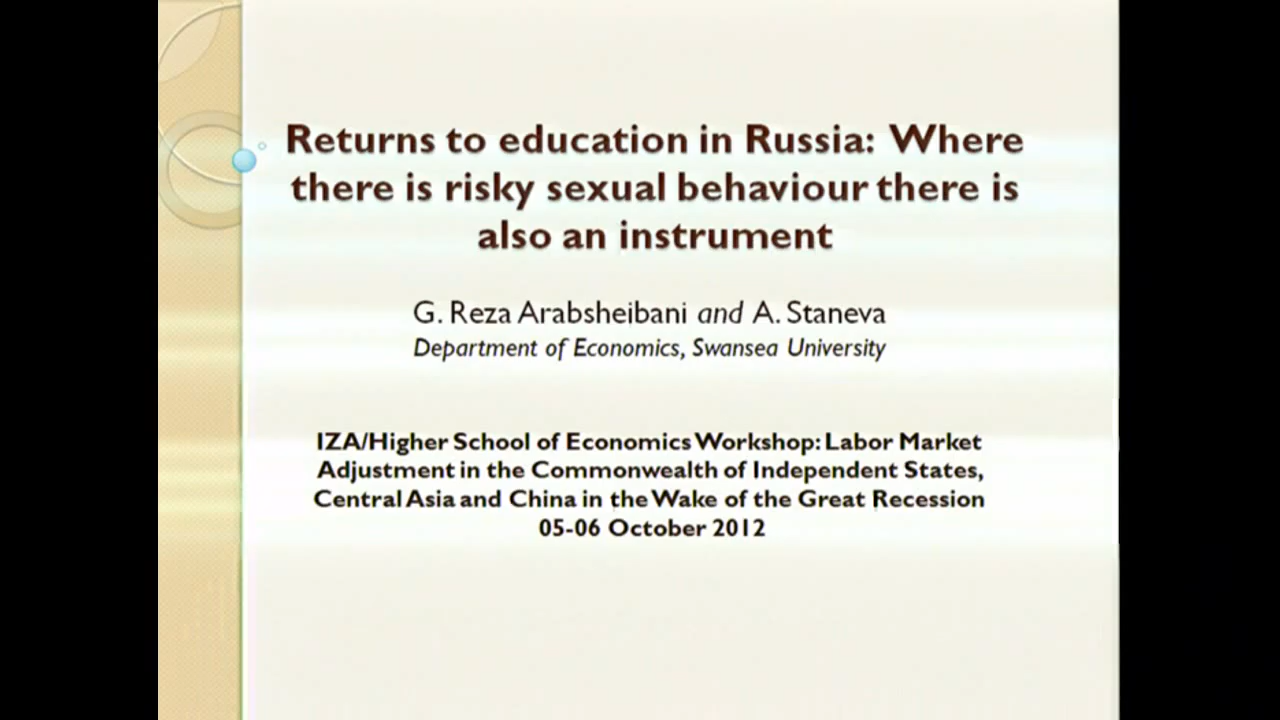 Returns to education in Russia: Where
there is risky sexual behaviour there is
also an instrument
G. Reza Arabsheibani and A. Staneva
Department of Economics, Swansea University
IZA/Higher School of Economics Workshop: Labor Market
Adjustment in the Commonwealth of Independent States,
Central Asia and China in the Wake of the Great Recession
05-06 October 2012